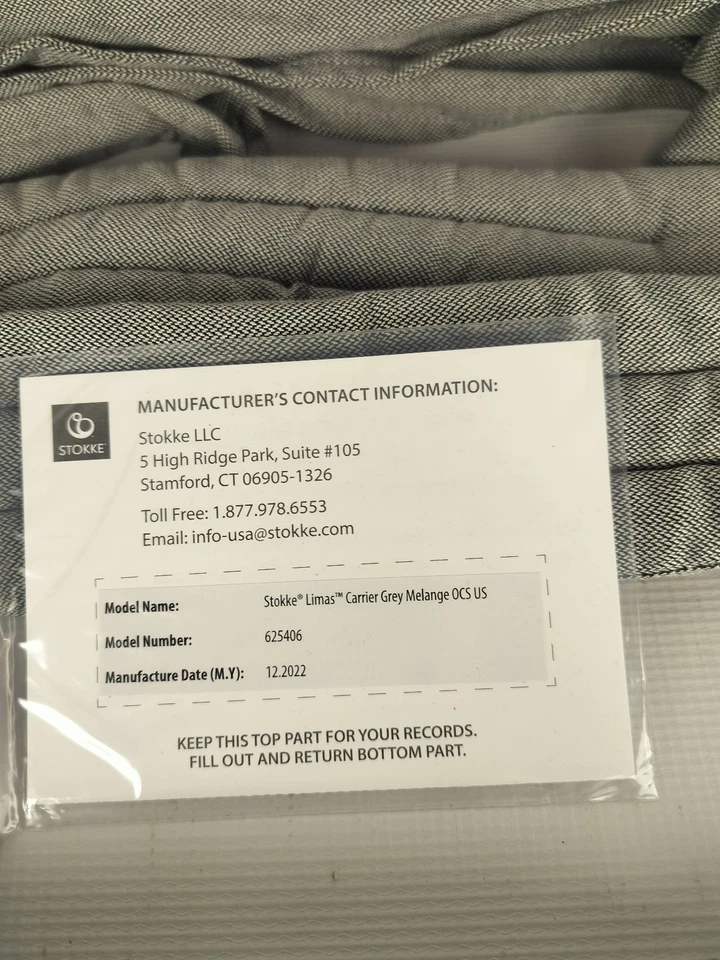 STOKKE
MANUFACTURER'S CONTACT INFORMATION:
Stokke LLC
5 High Ridge Park, Suite #105
Stamford, CT 06905-1326
Toll Free: 1.877.978.6553
Email: info-usa@stokke.com
Model Name: Stokke® Limas™ Carrier Grey Melange OCS US
Model Number: 625406
Manufacture Date (M.Y): 12.2022
KEEP THIS TOP PART FOR YOUR RECORDS.
FILL OUT AND RETURN BOTTOM PART.